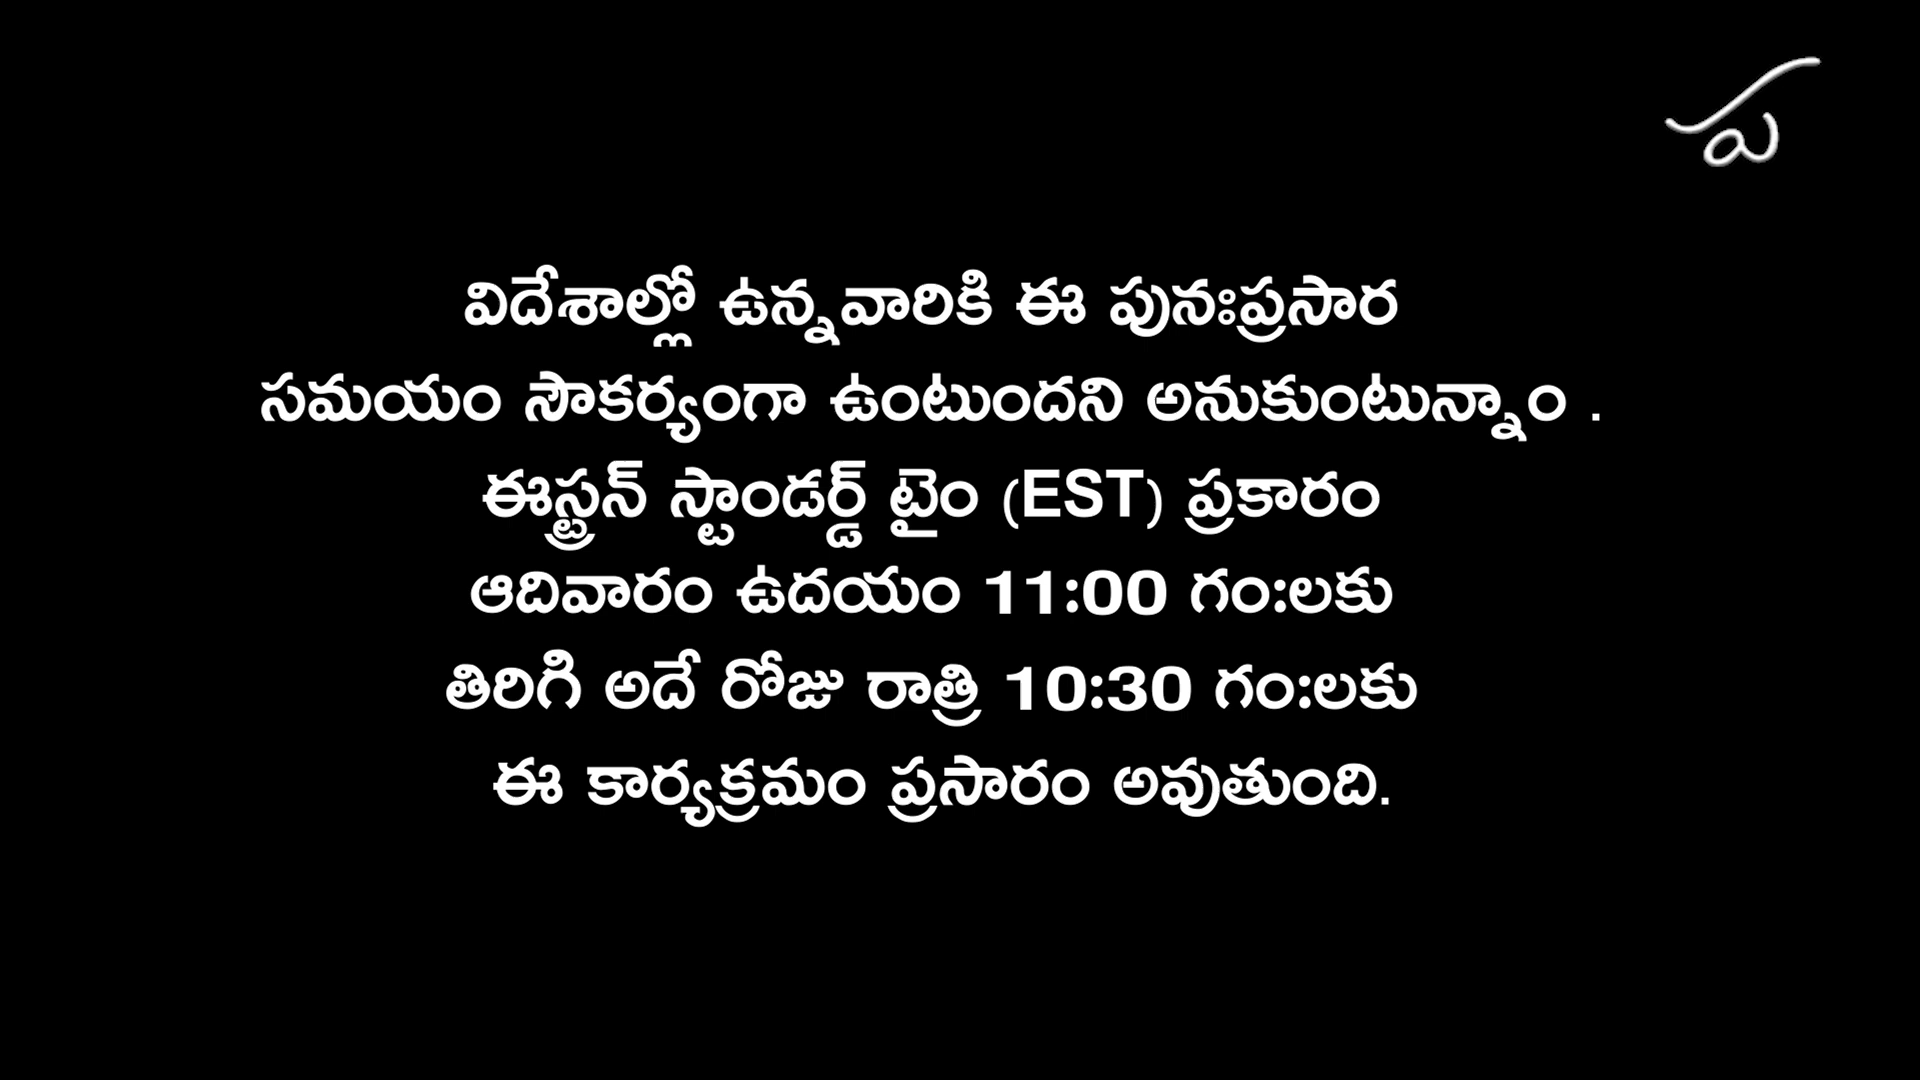 ప
విదేశాల్లో ఉన్నవారికి ఈ పునఃప్రసార
సమయం సౌకర్యంగా ఉంటుందని అనుకుంటున్నాం .
ఈస్ట్రన్ స్టాండర్డ్ టైం (EST) ప్రకారం
ఆదివారం ఉదయం 11:00 గం:లకు
తిరిగి అదే రోజు రాత్రి 10:30 గం:లకు
ఈ కార్యక్రమం ప్రసారం అవుతుంది.